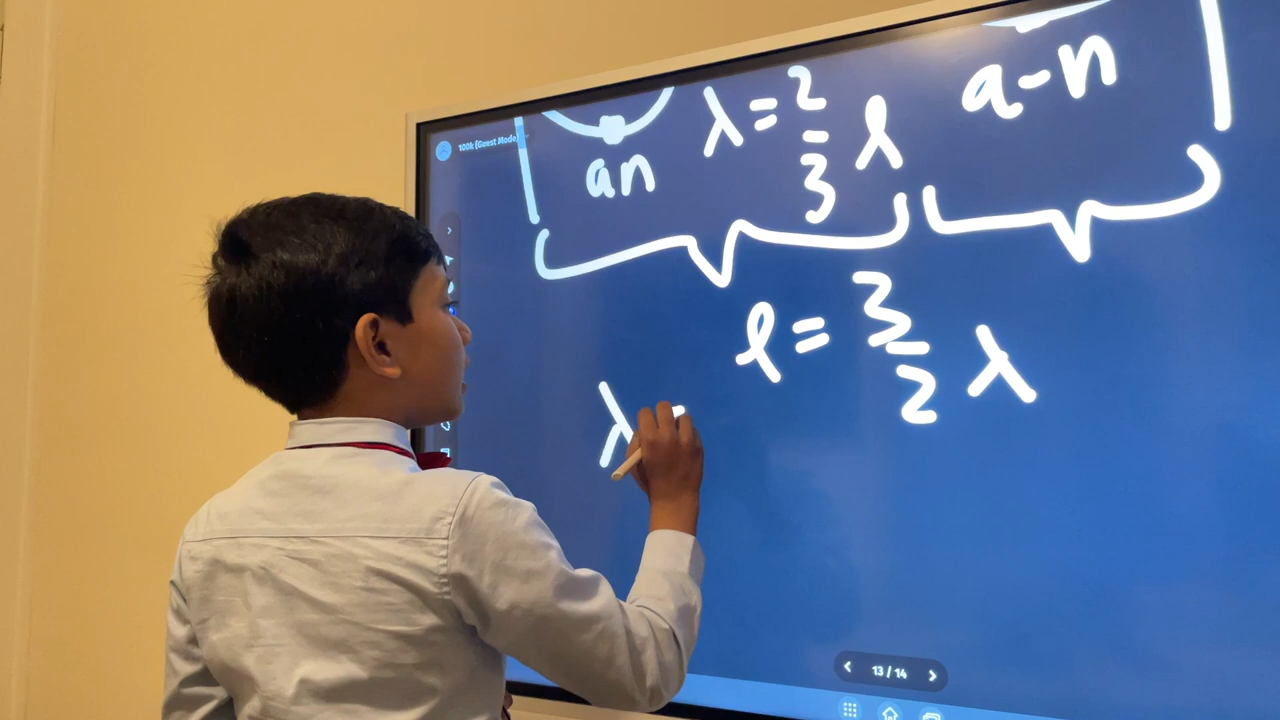 100k (Guest Mode)
an λ = 2/3 λ a-n
l = 3/2 λ
λ =
13 / 14